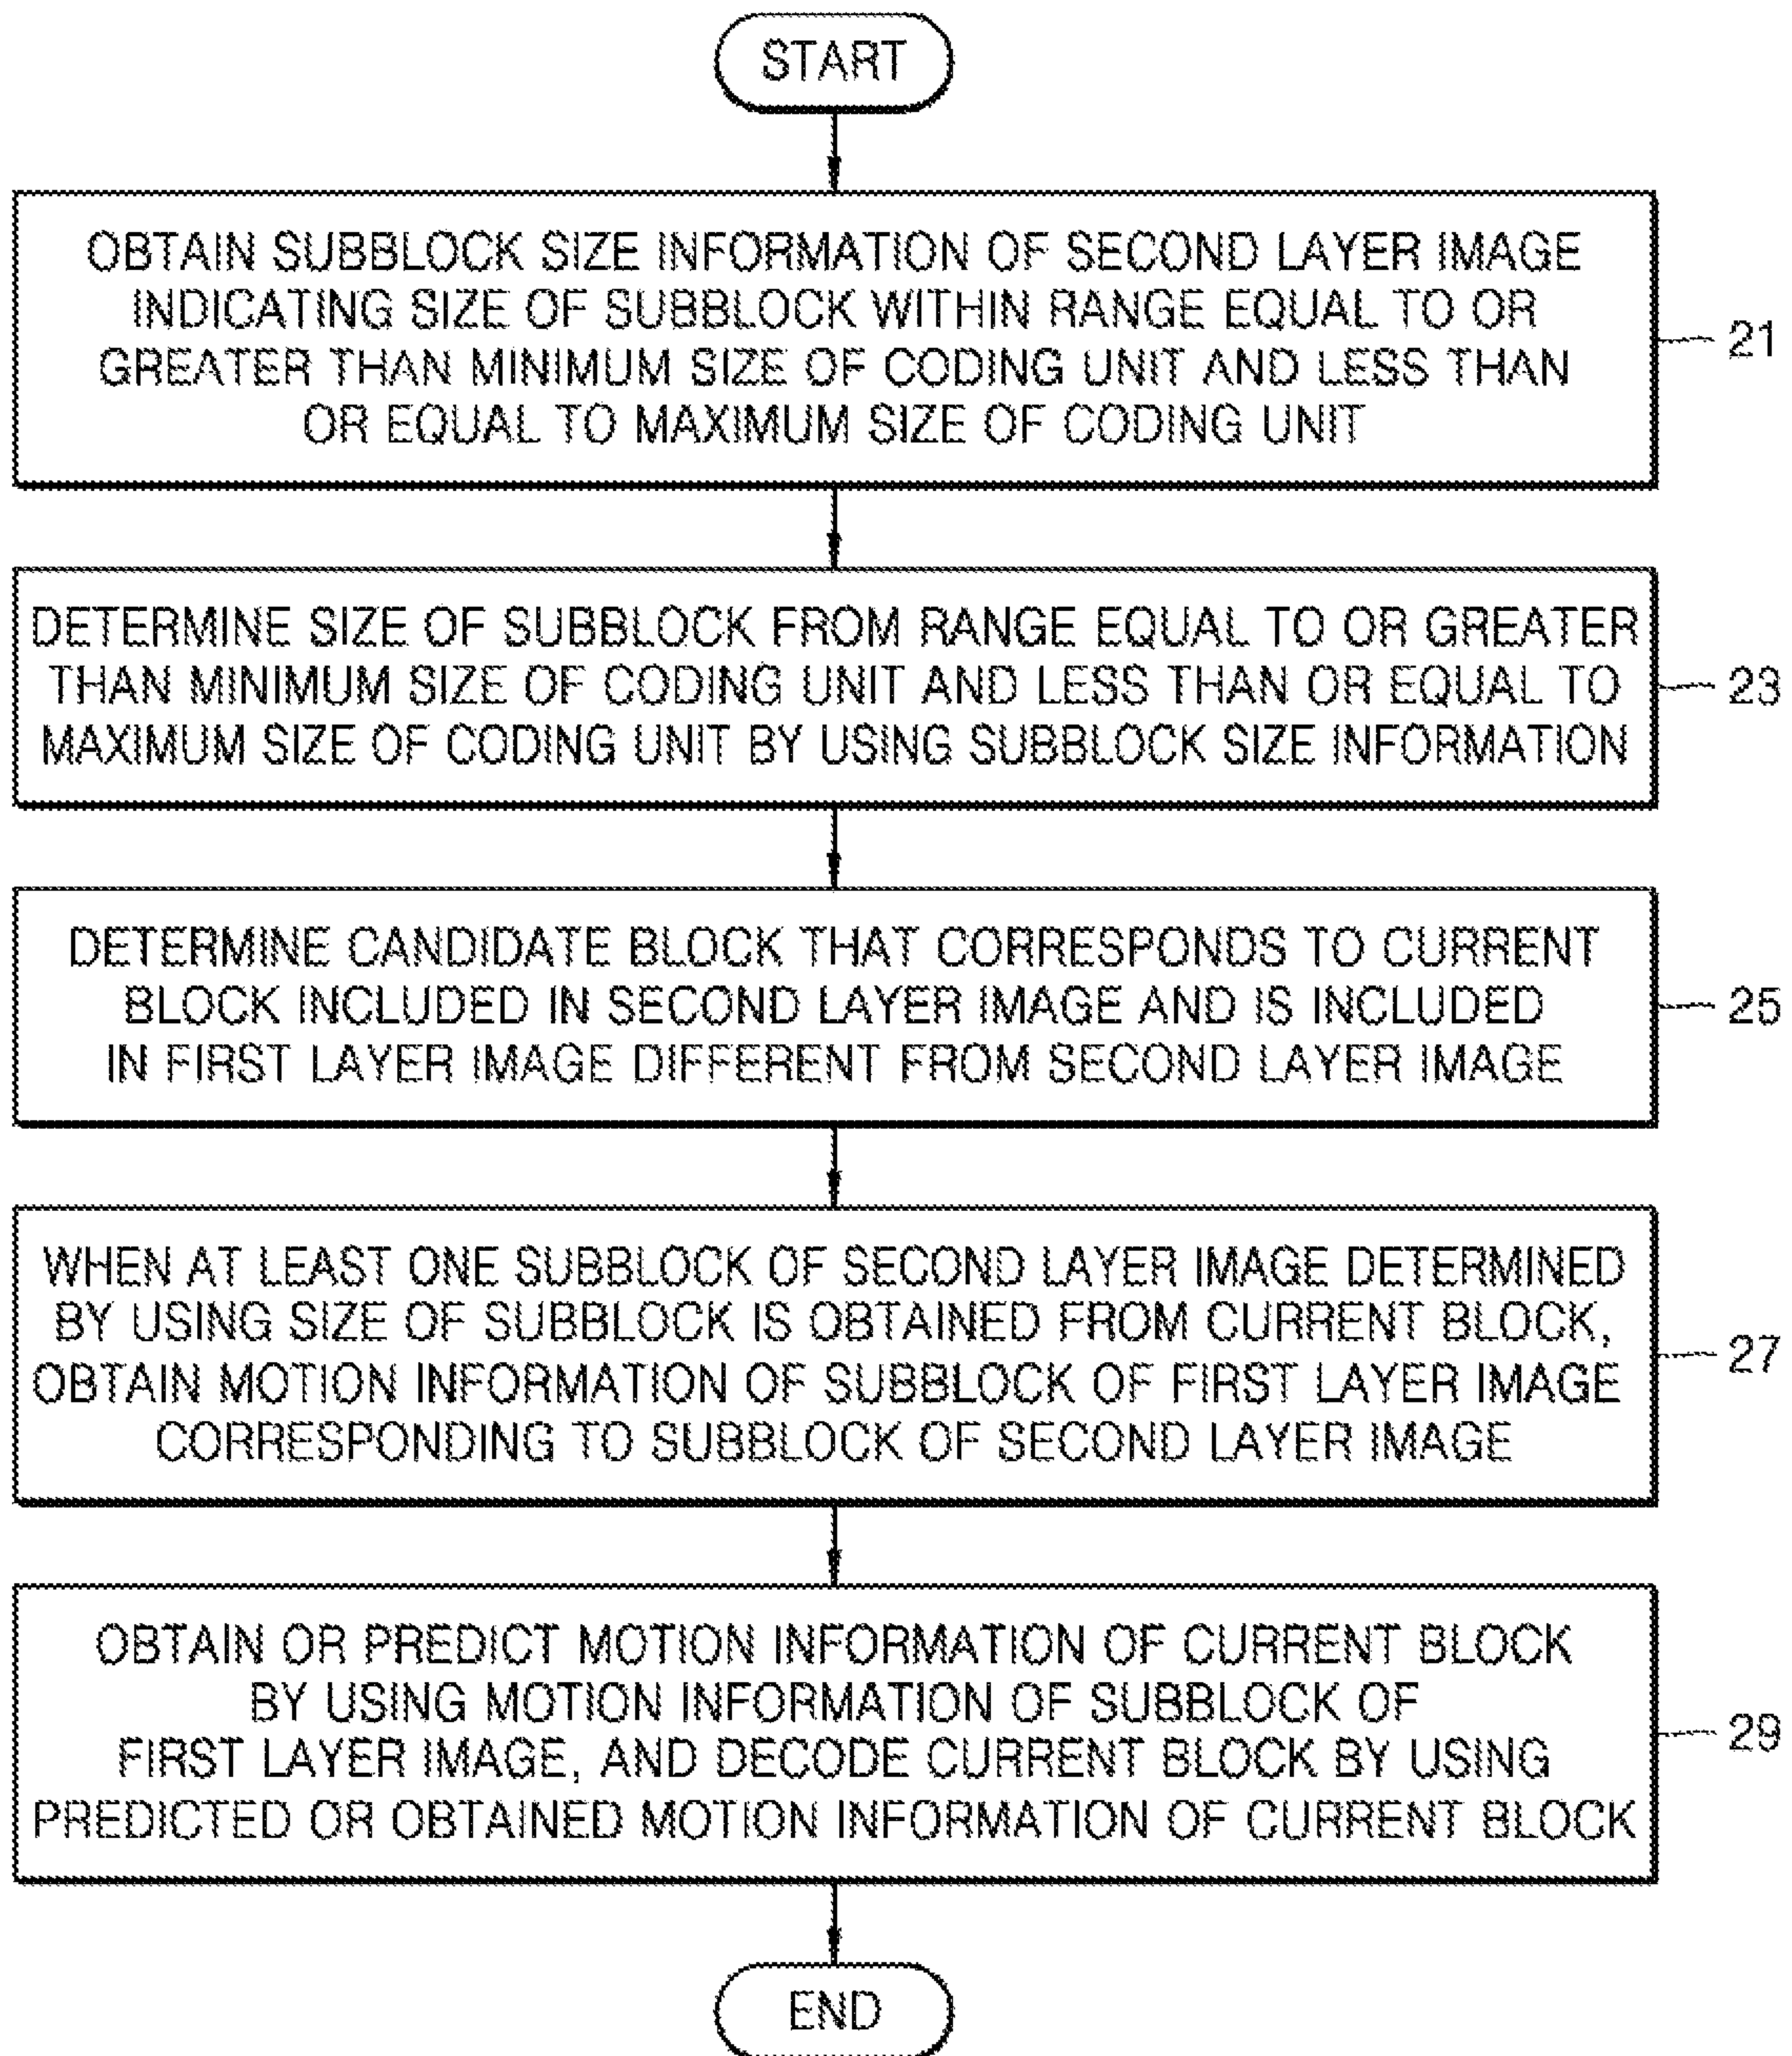 START
OBTAIN SUBBLOCK SIZE INFORMATION OF SECOND LAYER IMAGE
INDICATING SIZE OF SUBBLOCK WITHIN RANGE EQUAL TO OR
GREATER THAN MINIMUM SIZE OF CODING UNIT AND LESS THAN
OR EQUAL TO MAXIMUM SIZE OF CODING UNIT
21
DETERMINE SIZE OF SUBBLOCK FROM RANGE EQUAL TO OR GREATER
THAN MINIMUM SIZE OF CODING UNIT AND LESS THAN OR EQUAL TO
MAXIMUM SIZE OF CODING UNIT BY USING SUBBLOCK SIZE INFORMATION
23
DETERMINE CANDIDATE BLOCK THAT CORRESPONDS TO CURRENT
BLOCK INCLUDED IN SECOND LAYER IMAGE AND IS INCLUDED
IN FIRST LAYER IMAGE DIFFERENT FROM SECOND LAYER IMAGE
25
WHEN AT LEAST ONE SUBBLOCK OF SECOND LAYER IMAGE DETERMINED
BY USING SIZE OF SUBBLOCK IS OBTAINED FROM CURRENT BLOCK,
OBTAIN MOTION INFORMATION OF SUBBLOCK OF FIRST LAYER IMAGE
CORRESPONDING TO SUBBLOCK OF SECOND LAYER IMAGE
27
OBTAIN OR PREDICT MOTION INFORMATION OF CURRENT BLOCK
BY USING MOTION INFORMATION OF SUBBLOCK OF
FIRST LAYER IMAGE, AND DECODE CURRENT BLOCK BY USING
PREDICTED OR OBTAINED MOTION INFORMATION OF CURRENT BLOCK
29
END